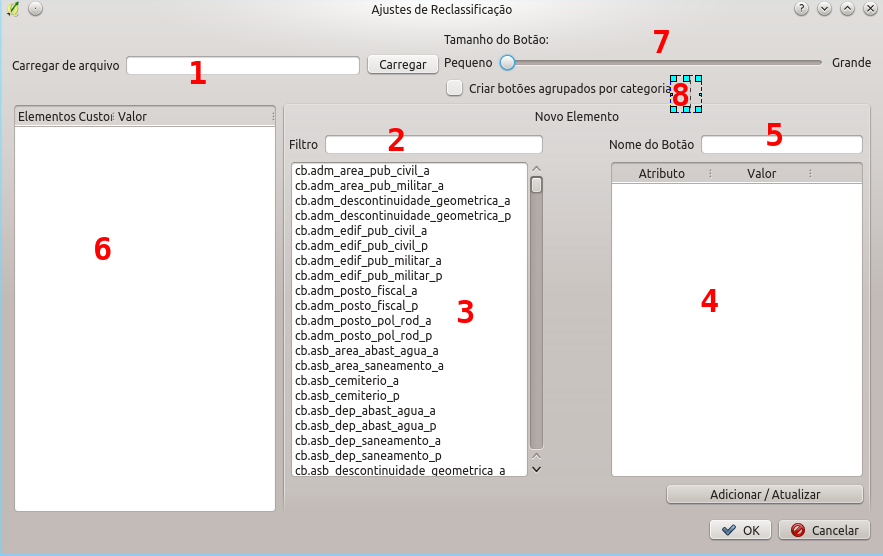 Ajustes de Reclassificação
Tamanho do Botão:
7
Carregar de arquivo
1
Carregar
Pequeno
Grande
Criar botões agrupados por categoria
8
Elementos Custor
Valor
Novo Elemento
Filtro
2
Nome do Botão
5
cb.adm_area_pub_civil_a
cb.adm_area_pub_militar_a
cb.adm_descontinuidade_geometrica_a
cb.adm_descontinuidade_geometrica_p
cb.adm_edif_pub_civil_a
cb.adm_edif_pub_civil_p
cb.adm_edif_pub_militar_a
cb.adm_edif_pub_militar_p
cb.adm_posto_fiscal_a
cb.adm_posto_fiscal_p
cb.adm_posto_pol_rod_a
cb.adm_posto_pol_rod_p
cb.asb_area_abast_agua_a
cb.asb_area_saneamento_a
cb.asb_cemiterio_a
cb.asb_cemiterio_p
cb.asb_dep_abast_agua_a
cb.asb_dep_abast_agua_p
cb.asb_dep_saneamento_a
cb.asb_dep_saneamento_p
cb.asb_descontinuidade_geometrica_a
Atributo
Valor
6
3
4
Adicionar / Atualizar
OK
Cancelar